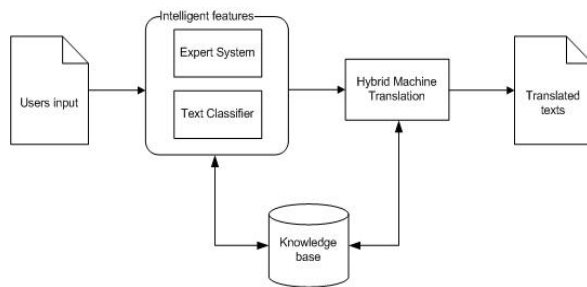 Intelligent features
Expert System
Users input
Text Classifier
Hybrid Machine
Translation
Translated
texts
Knowledge
base